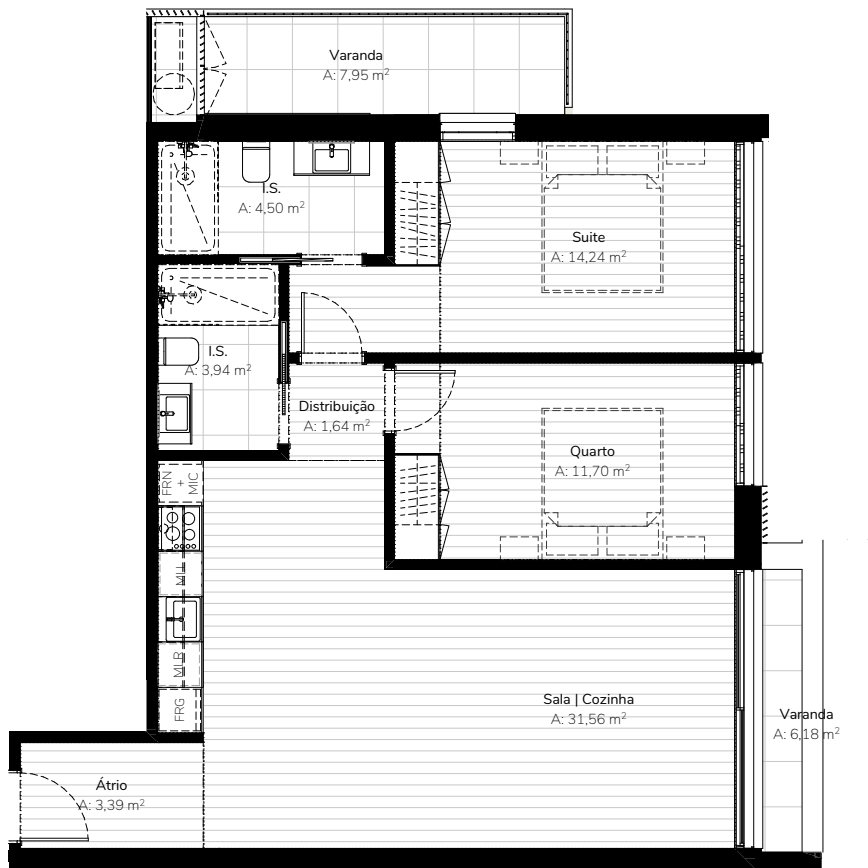 Varanda
A: 7,95 m²
I.S.
A: 4,50 m²
Suite
A: 14,24 m²
I.S.
A: 3,94 m²
Distribuição
A: 1,64 m²
Quarto
A: 11,70 m²
FRN
+
MIC
MLL
MLR
FRG
Sala | Cozinha
A: 31,56 m²
Varanda
A: 6,18 m²
Átrio
A: 3,39 m²